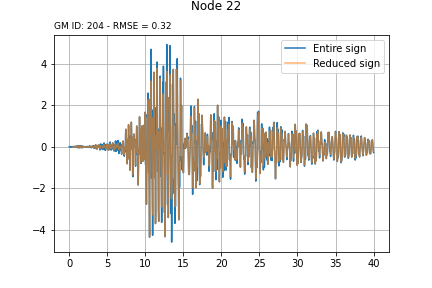 Node 22
GM ID: 204 - RMSE = 0.32
Entire sign
Reduced sign
4
2
0
−2
−4
0 5 10 15 20 25 30 35 40